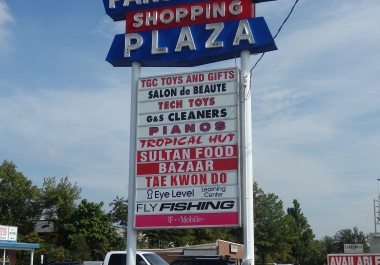 SHOPPING
PLAZA
TGC TOYS AND GIFTS
SALON de BEAUTE
TECH TOYS
G&S CLEANERS
PIANOS
TROPICAL HUT
SULTAN FOOD
BAZAAR
TAE KWON DO
Eye Level Learning Center
FLY FISHING
T-Mobile
AVAILABLE